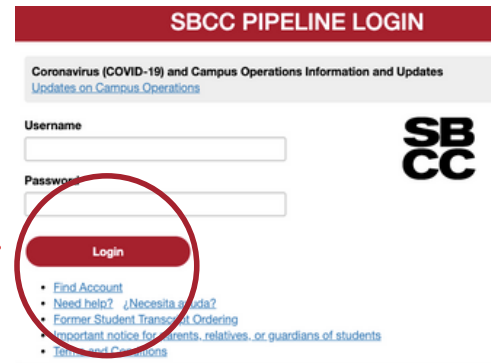 SBCC PIPELINE LOGIN
Coronavirus (COVID-19) and Campus Operations Information and Updates
Updates on Campus Operations
Username
SB
CC
Password
Login
Find Account
Need help? ¿Necesita ayuda?
Former Student Transcript Ordering
Important notice for parents, relatives, or guardians of students
Terms and Conditions